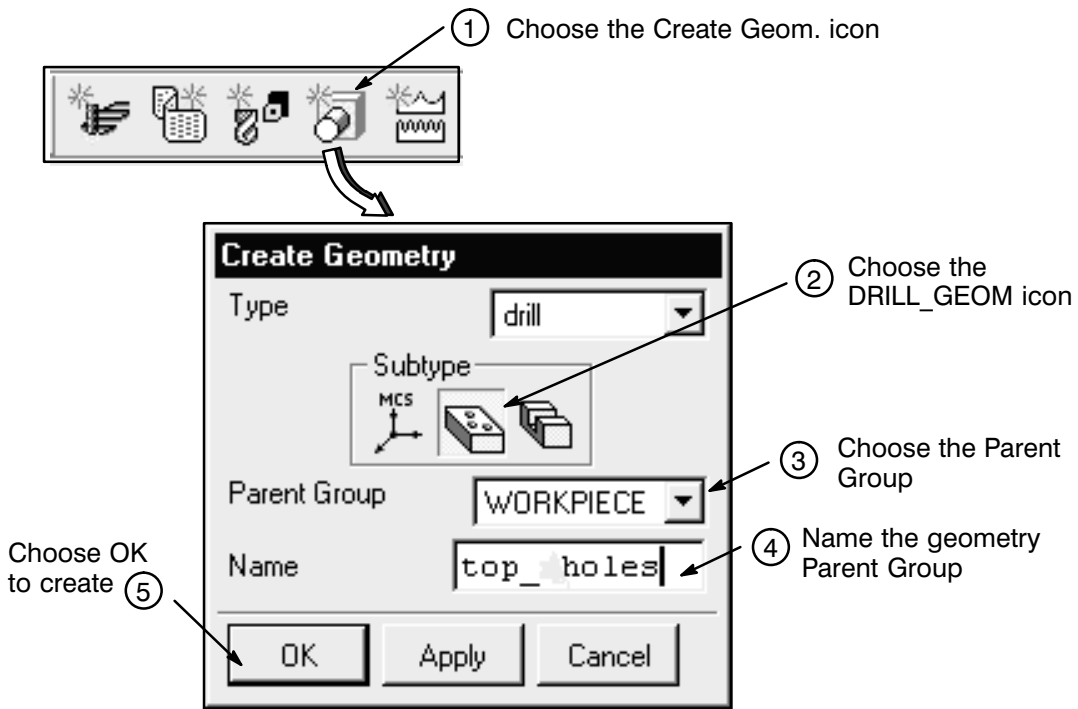 1 Choose the Create Geom. icon
Create Geometry
Type drill
2 Choose the
DRILL_GEOM icon
Subtype
MCS
3 Choose the Parent
Group
Parent Group WORKPIECE
4 Name the geometry
Parent Group
Name top_ holes
Choose OK
to create 5
OK Apply Cancel